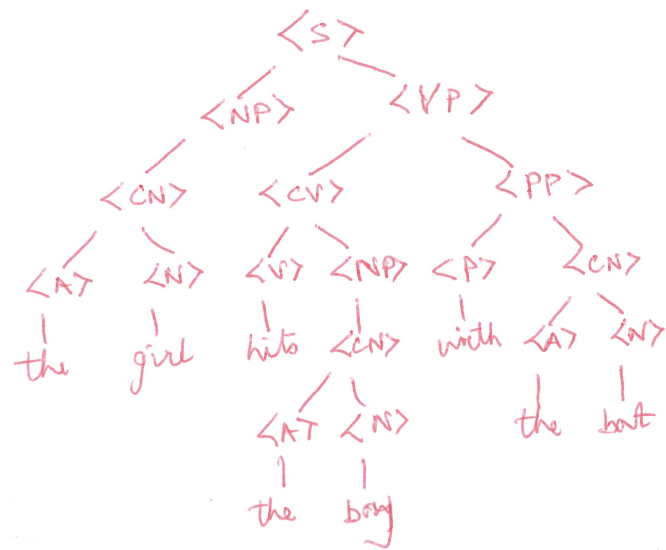 <S>
<NP> <VP>
<CN> <CV> <PP>
<A> <N> <V> <NP> <P> <CN>
the girl hits <CN> with <A> <N>
<A> <N> the bat
the boy